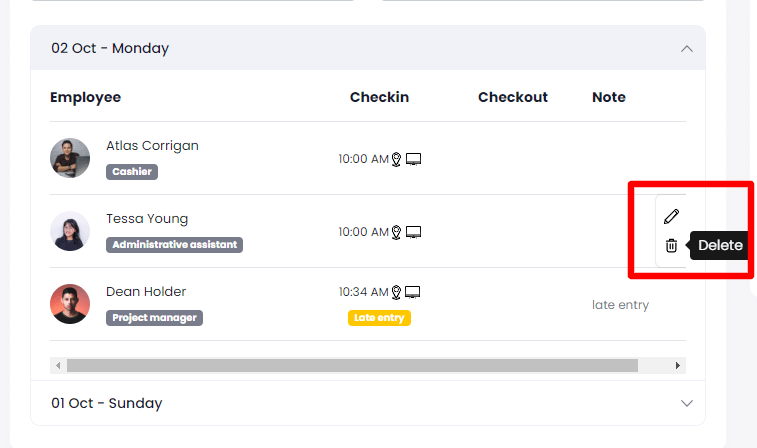 02 Oct - Monday
Employee Checkin Checkout Note
Atlas Corrigan
Cashier
10:00 AM
Tessa Young
Administrative assistant
10:00 AM
Delete
Dean Holder
Project manager
10:34 AM
Late entry
late entry
01 Oct - Sunday